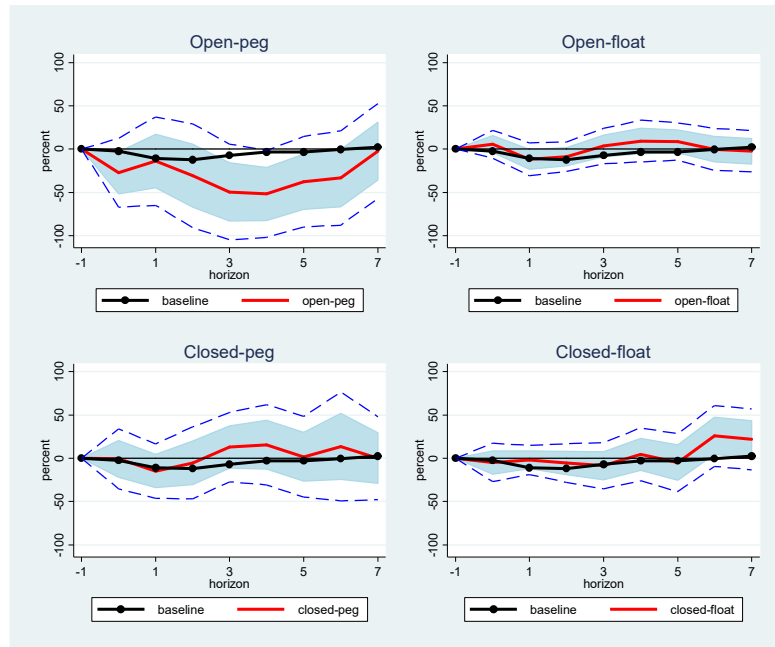 Open-peg
percent
100
50
0
-50
-100
-1 1 3 5 7
horizon
baseline open-peg
Open-float
percent
100
50
0
-50
-100
-1 1 3 5 7
horizon
baseline open-float
Closed-peg
percent
100
50
0
-50
-100
-1 1 3 5 7
horizon
baseline closed-peg
Closed-float
percent
100
50
0
-50
-100
-1 1 3 5 7
horizon
baseline closed-float